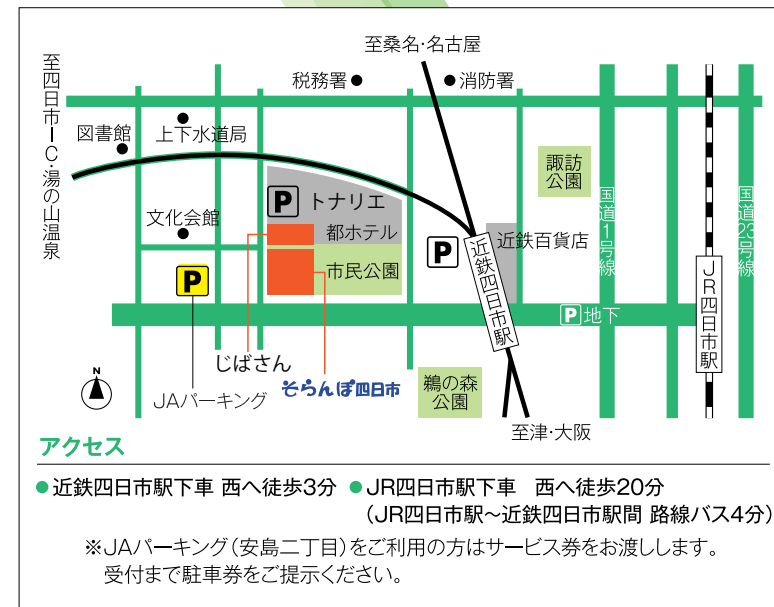 至桑名・名古屋
至四日市IC・湯の山温泉
税務署
消防署
図書館
上下水道局
諏訪
公園
国道1号線
国道23号線
P
トナリエ
文化会館
都ホテル
P
近鉄百貨店
市民公園
P
近鉄四日市駅
JR四日市駅
P 地下
じばさん
JAパーキング
そらんぽ四日市
鵜の森
公園
N
至津・大阪
アクセス
●近鉄四日市駅下車 西へ徒歩3分
●JR四日市駅下車 西へ徒歩20分
(JR四日市駅〜近鉄四日市駅間 路線バス4分)
※JAパーキング(安島二丁目)をご利用の方はサービス券をお渡しします。
受付まで駐車券をご提示ください。